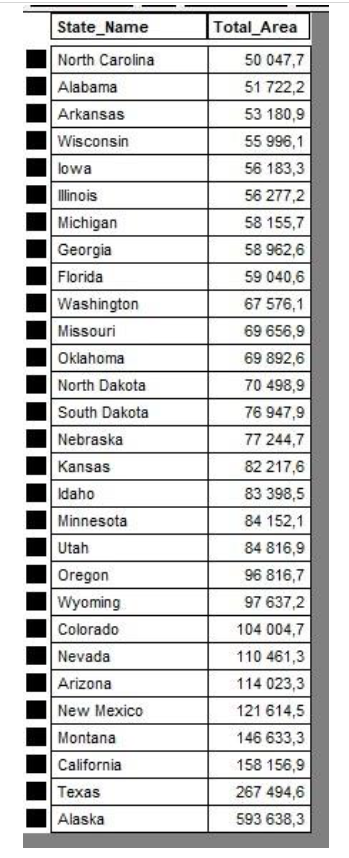 State_Name Total_Area
North Carolina 50 047,7
Alabama 51 722,2
Arkansas 53 180,9
Wisconsin 55 996,1
Iowa 56 183,3
Illinois 56 277,2
Michigan 58 155,7
Georgia 58 962,6
Florida 59 040,6
Washington 67 576,1
Missouri 69 656,9
Oklahoma 69 892,6
North Dakota 70 498,9
South Dakota 76 947,9
Nebraska 77 244,7
Kansas 82 217,6
Idaho 83 398,5
Minnesota 84 152,1
Utah 84 816,9
Oregon 96 816,7
Wyoming 97 637,2
Colorado 104 004,7
Nevada 110 461,3
Arizona 114 023,3
New Mexico 121 614,5
Montana 146 633,3
California 158 156,9
Texas 267 494,6
Alaska 593 638,3